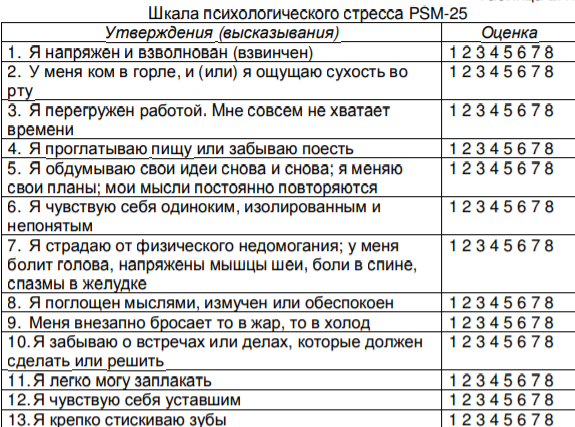 Шкала психологического стресса PSM-25
Утверждения (высказывания) Оценка
1. Я напряжен и взволнован (взвинчен) 1 2 3 4 5 6 7 8
2. У меня ком в горле, и (или) я ощущаю сухость во 1 2 3 4 5 6 7 8
рту
3. Я перегружен работой. Мне совсем не хватает 1 2 3 4 5 6 7 8
времени
4. Я проглатываю пищу или забываю поесть 1 2 3 4 5 6 7 8
5. Я обдумываю свои идеи снова и снова; я меняю 1 2 3 4 5 6 7 8
свои планы; мои мысли постоянно повторяются
6. Я чувствую себя одиноким, изолированным и 1 2 3 4 5 6 7 8
непонятым
7. Я страдаю от физического недомогания; у меня 1 2 3 4 5 6 7 8
болит голова, напряжены мышцы шеи, боли в спине,
спазмы в желудке
8. Я поглощен мыслями, измучен или обеспокоен 1 2 3 4 5 6 7 8
9. Меня внезапно бросает то в жар, то в холод 1 2 3 4 5 6 7 8
10. Я забываю о встречах или делах, которые должен 1 2 3 4 5 6 7 8
сделать или решить
11. Я легко могу заплакать 1 2 3 4 5 6 7 8
12. Я чувствую себя уставшим 1 2 3 4 5 6 7 8
13. Я крепко стискиваю зубы 1 2 3 4 5 6 7 8